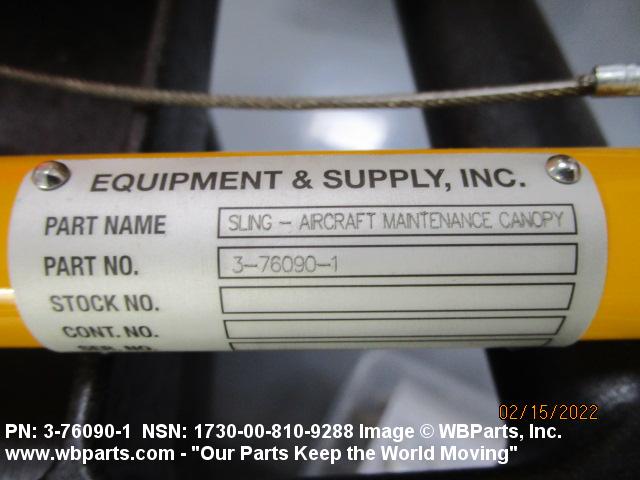 EQUIPMENT & SUPPLY, INC.
PART NAME SLING - AIRCRAFT MAINTENANCE CANOPY
PART NO. 3-76090-1
STOCK NO.
CONT. NO.
SER. NO.
02/15/2022
PN: 3-76090-1 NSN: 1730-00-810-9288 Image © WBParts, Inc.
www.wbparts.com - "Our Parts Keep the World Moving"